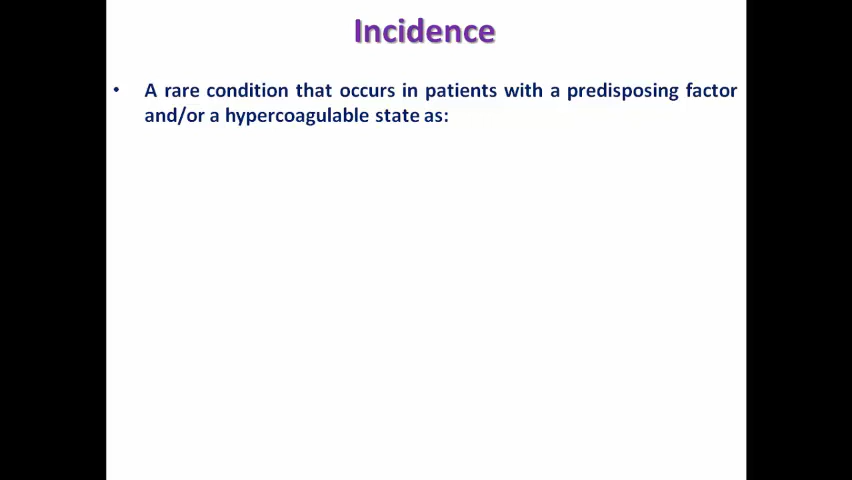 Incidence
• A rare condition that occurs in patients with a predisposing factor
and/or a hypercoagulable state as: